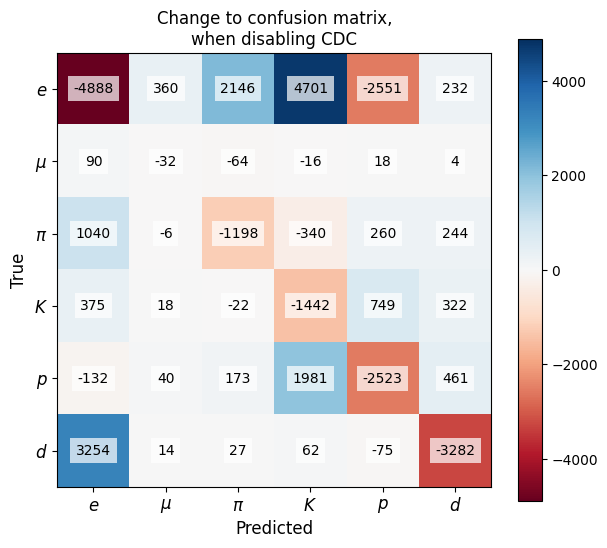 Change to confusion matrix,
when disabling CDC
e -4888 360 2146 4701 -2551 232
μ 90 -32 -64 -16 18 4
π 1040 -6 -1198 -340 260 244
K 375 18 -22 -1442 749 322
p -132 40 173 1981 -2523 461
d 3254 14 27 62 -75 -3282
e μ π K p d
True
Predicted
4000
2000
0
−2000
−4000